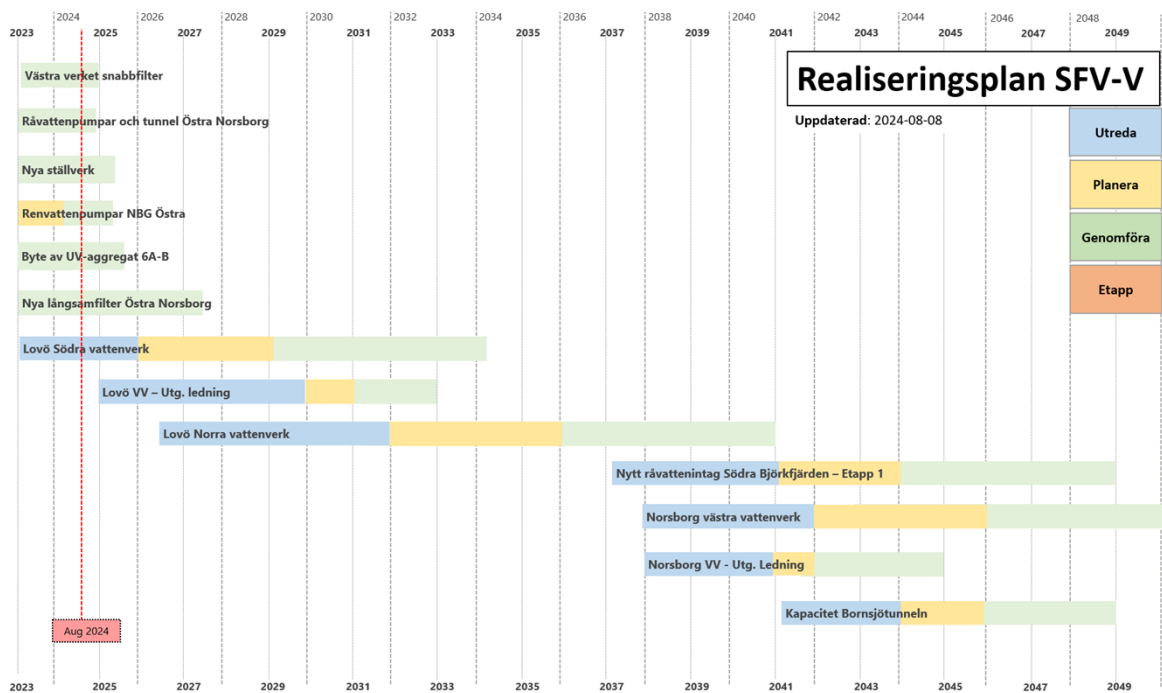 2024 2026 2028 2030 2032 2034 2036 2038 2040 2042 2044 2046 2048
2023 2025 2027 2029 2031 2033 2035 2037 2039 2041 2043 2045 2047 2049
Realiseringsplan SFV-V
Uppdaterad: 2024-08-08
Utreda
Planera
Genomföra
Etapp
Västra verket snabbfilter
Råvattenpumpar och tunnel Östra Norsborg
Nya ställverk
Renvattenpumpar NBG Östra
Byte av UV-aggregat 6A-B
Nya långsamfilter Östra Norsborg
Lovö Södra vattenverk
Lovö VV – Utg. ledning
Lovö Norra vattenverk
Nytt råvattenintag Södra Björkfjärden – Etapp 1
Norsborg västra vattenverk
Norsborg VV - Utg. Ledning
Kapacitet Bornsjötunneln
Aug 2024
2023 2025 2027 2029 2031 2033 2035 2037 2039 2041 2043 2045 2047 2049